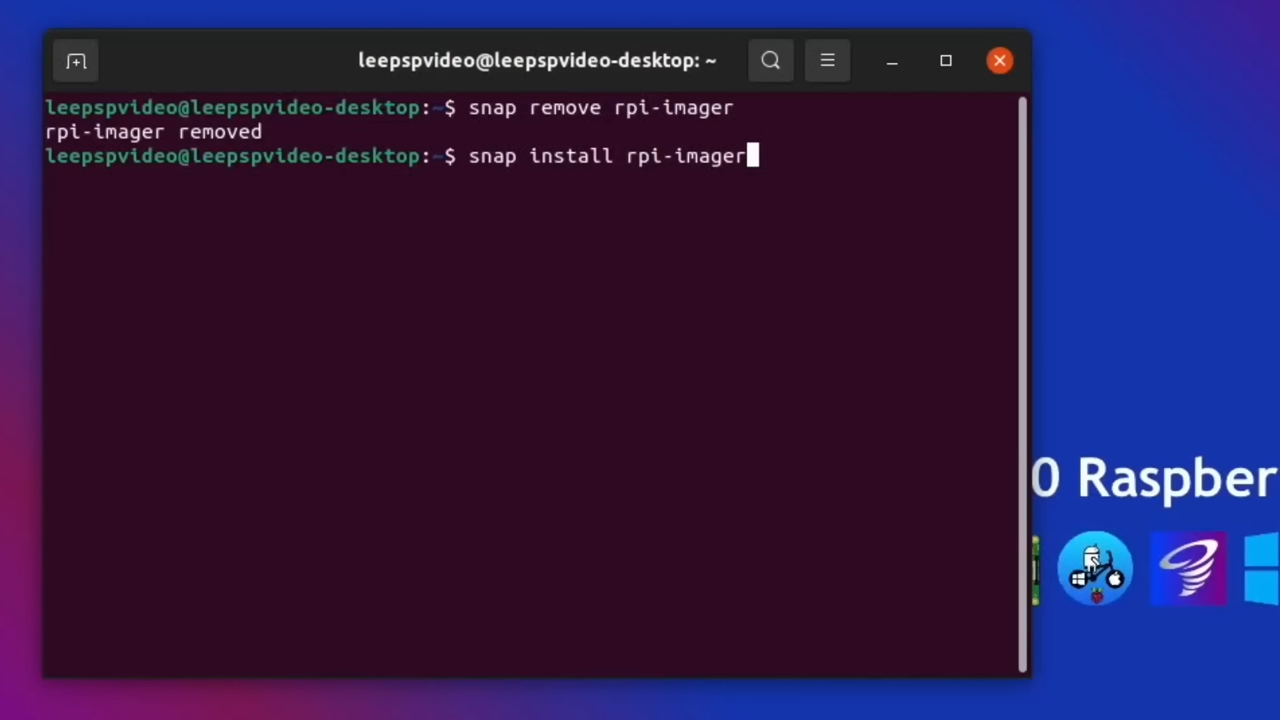 leepspvideo@leepspvideo-desktop: ~
leepspvideo@leepspvideo-desktop:~$ snap remove rpi-imager
rpi-imager removed
leepspvideo@leepspvideo-desktop:~$ snap install rpi-imager
0 Raspber